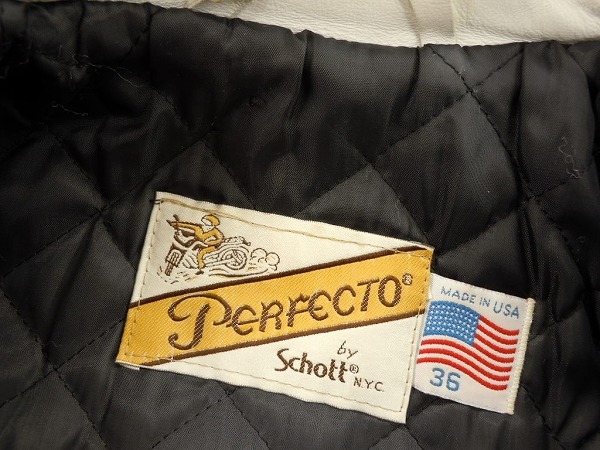 PERFECTO®
by
Schott® N.Y.C.
MADE IN USA
36